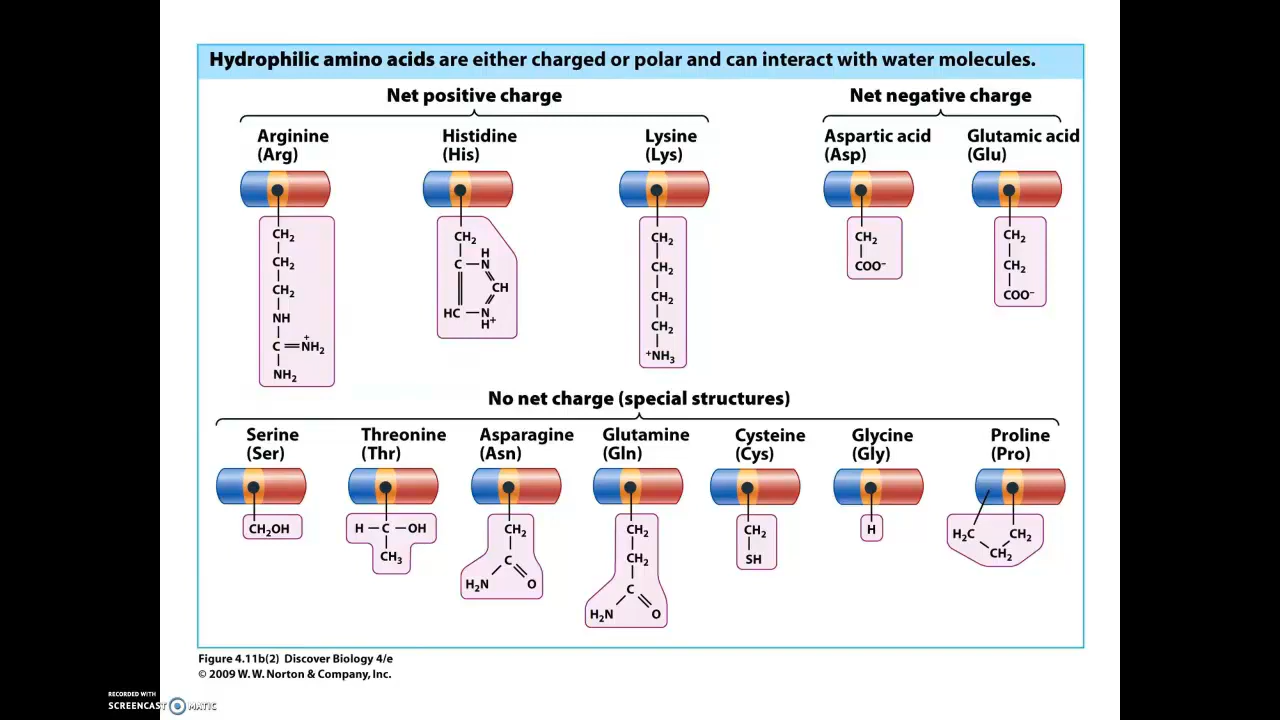 Hydrophilic amino acids are either charged or polar and can interact with water molecules.
Net positive charge
Net negative charge
Arginine
(Arg)
Histidine
(His)
Lysine
(Lys)
Aspartic acid
(Asp)
Glutamic acid
(Glu)
CH₂
CH₂
CH₂
NH
C
NH₂
+
NH₂
CH₂
H
C
N
CH
HC
N
H⁺
CH₂
CH₂
CH₂
CH₂
⁺NH₃
CH₂
COO⁻
CH₂
CH₂
COO⁻
No net charge (special structures)
Serine
(Ser)
Threonine
(Thr)
Asparagine
(Asn)
Glutamine
(Gln)
Cysteine
(Cys)
Glycine
(Gly)
Proline
(Pro)
CH₂OH
H C OH
CH₃
CH₂
C
H₂N O
CH₂
CH₂
C
H₂N O
CH₂
SH
H
H₂C CH₂
CH₂
Figure 4.11b(2) Discover Biology 4/e
© 2009 W. W. Norton & Company, Inc.
RECORDED WITH
SCREENCAST MATIC